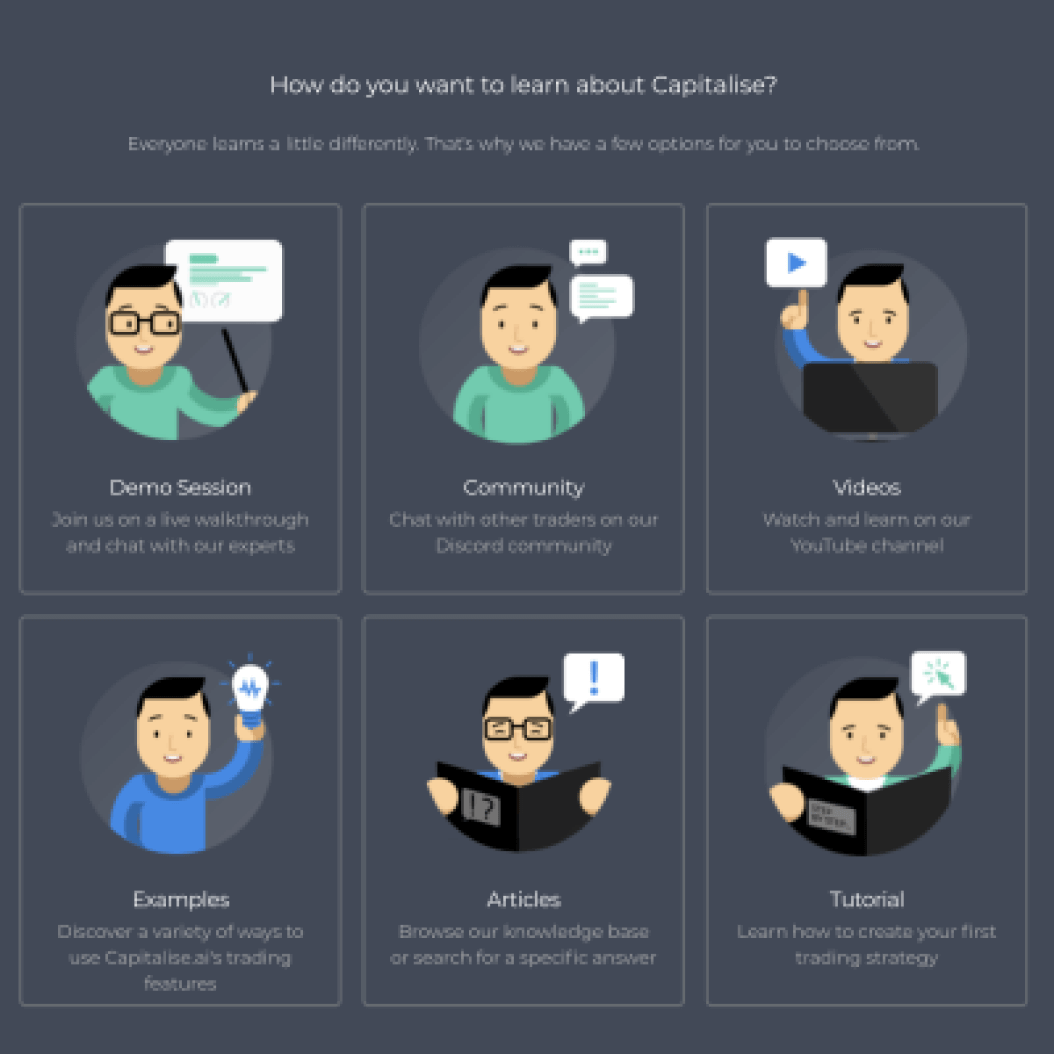 How do you want to learn about Capitalise?
Everyone learns a little differently. That's why we have a few options for you to choose from.
Demo Session
Join us on a live walkthrough
and chat with our experts
Community
Chat with other traders on our
Discord community
Videos
Watch and learn on our
YouTube channel
!
!?
STEP
BY STEP
Examples
Discover a variety of ways to
use Capitalise.ai's trading
features
Articles
Browse our knowledge base
or search for a specific answer
Tutorial
Learn how to create your first
trading strategy